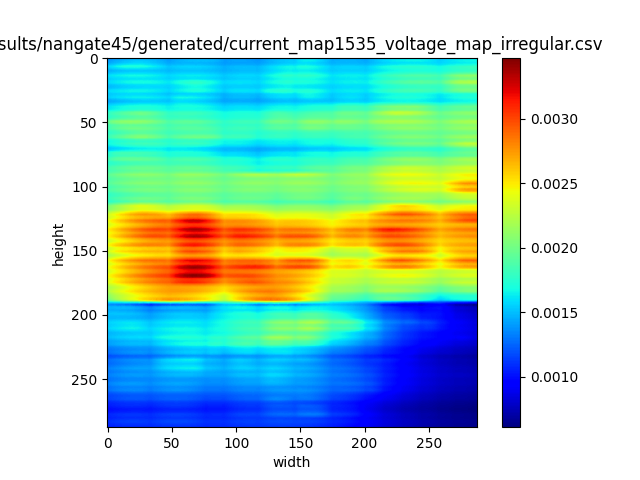 sults/nangate45/generated/current_map1535_voltage_map_irregular.csv
0
50
100
150
200
250
height
0 50 100 150 200 250
width
0.0030
0.0025
0.0020
0.0015
0.0010